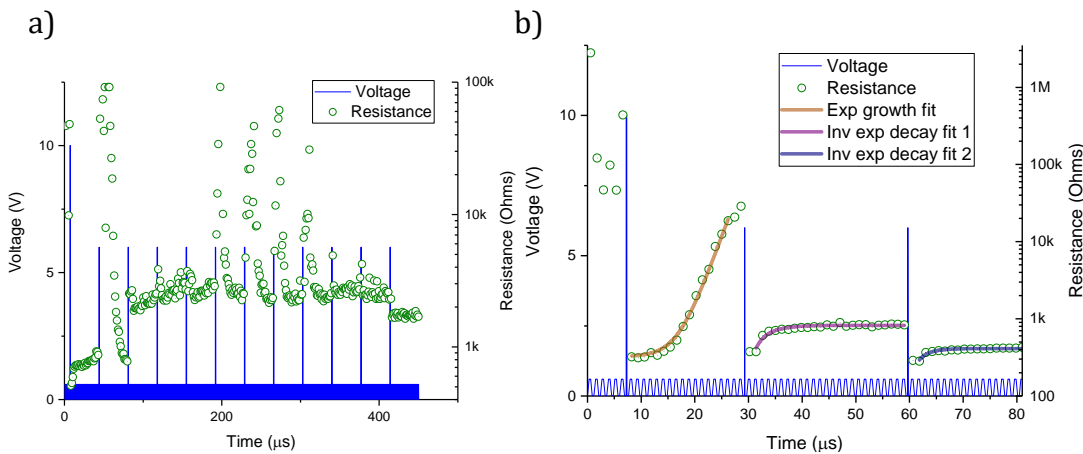 a)
Voltage
Resistance
Voltage (V)
10
5
0
0
200
400
Time (μs)
100k
10k
1k
Resistance (Ohms)
b)
Voltage
Resistance
Exp growth fit
Inv exp decay fit 1
Inv exp decay fit 2
Votlage (V)
10
5
0
0
10
20
30
40
50
60
70
80
Time (μs)
1M
100k
10k
1k
100
Resistance (Ohms)